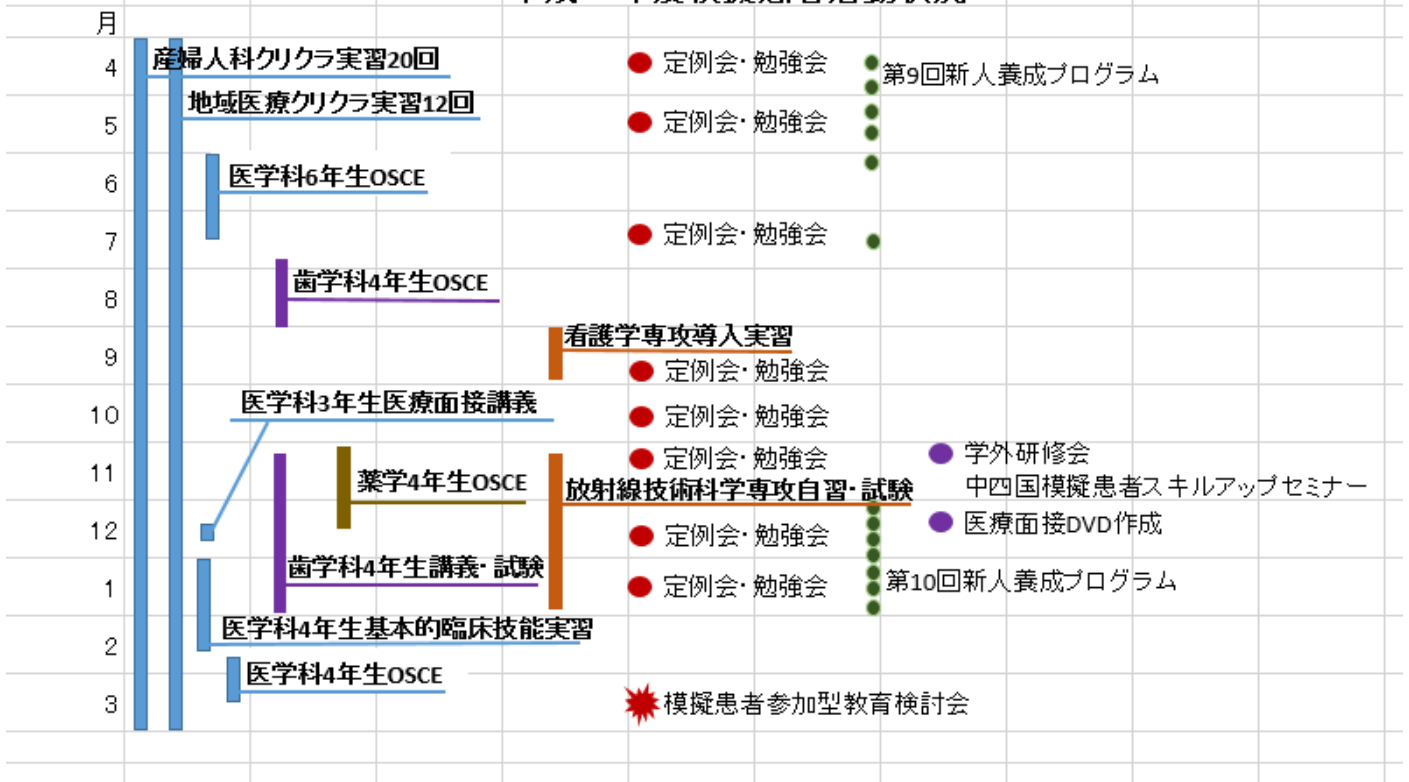 月
4
産婦人科クリクラ実習20回
定例会・勉強会
第9回新人養成プログラム
地域医療クリクラ実習12回
5
定例会・勉強会
6
医学科6年生OSCE
7
定例会・勉強会
歯学科4年生OSCE
8
看護学専攻導入実習
9
定例会・勉強会
医学科3年生医療面接講義
10
定例会・勉強会
11
定例会・勉強会
学外研修会
中四国模擬患者スキルアップセミナー
薬学4年生OSCE
放射線技術科学専攻自習・試験
12
定例会・勉強会
医療面接DVD作成
歯学科4年生講義・試験
1
定例会・勉強会
第10回新人養成プログラム
医学科4年生基本的臨床技能実習
2
医学科4年生OSCE
3
模擬患者参加型教育検討会